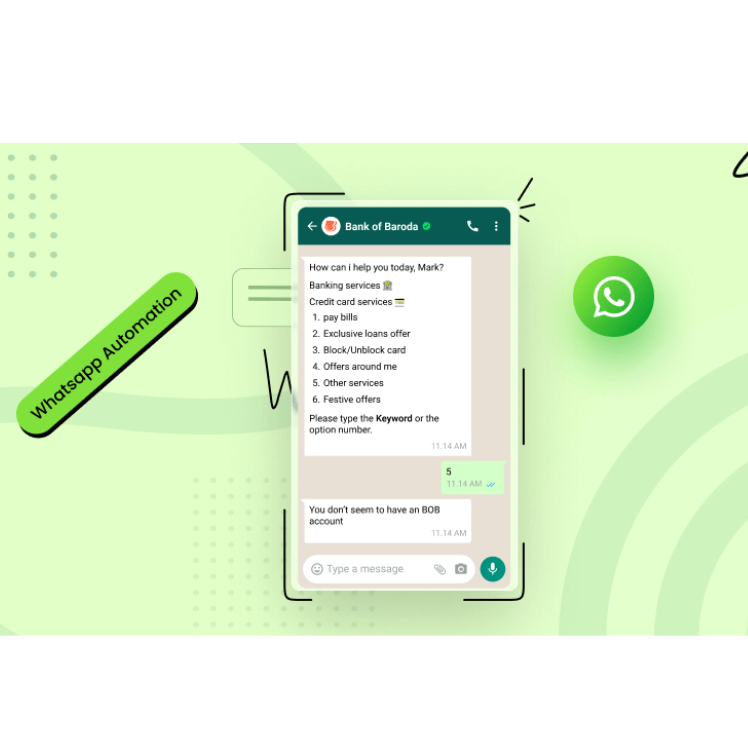 Whatsapp Automation
Bank of Baroda
How can i help you today, Mark?
Banking services 🏦
Credit card services 💳
1. pay bills
2. Exclusive loans offer
3. Block/Unblock card
4. Offers around me
5. Other services
6. Festive offers
Please type the Keyword or the
option number.
11.14 AM
5
11.14 AM
You don't seem to have an BOB
account
11.14 AM
Type a message